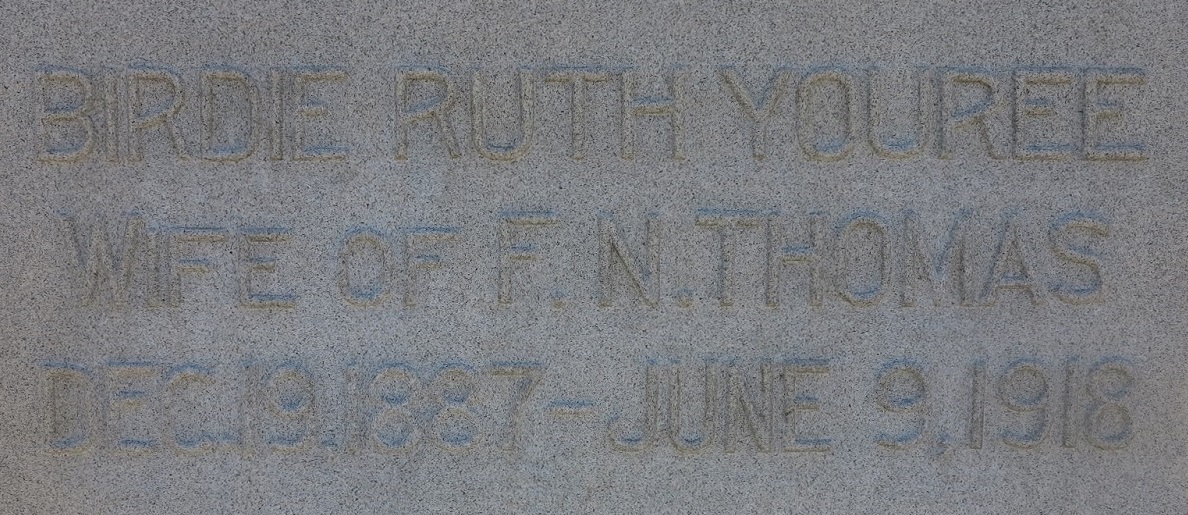 BIRDIE RUTH YOUREE
WIFE OF F. N. THOMAS
DEC. 19, 1887 - JUNE 9, 1918